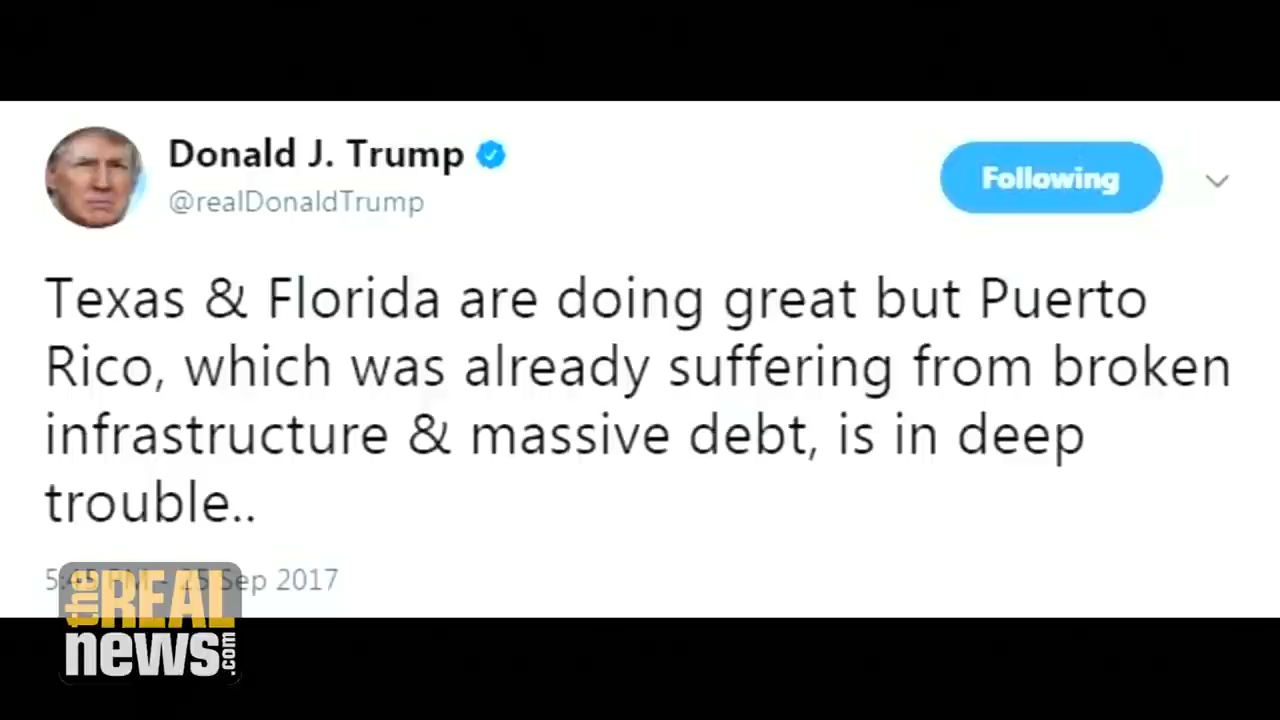 Donald J. Trump
@realDonaldTrump
Following
Texas & Florida are doing great but Puerto
Rico, which was already suffering from broken
infrastructure & massive debt, is in deep
trouble..
25 Sep 2017
the REAL
news.com